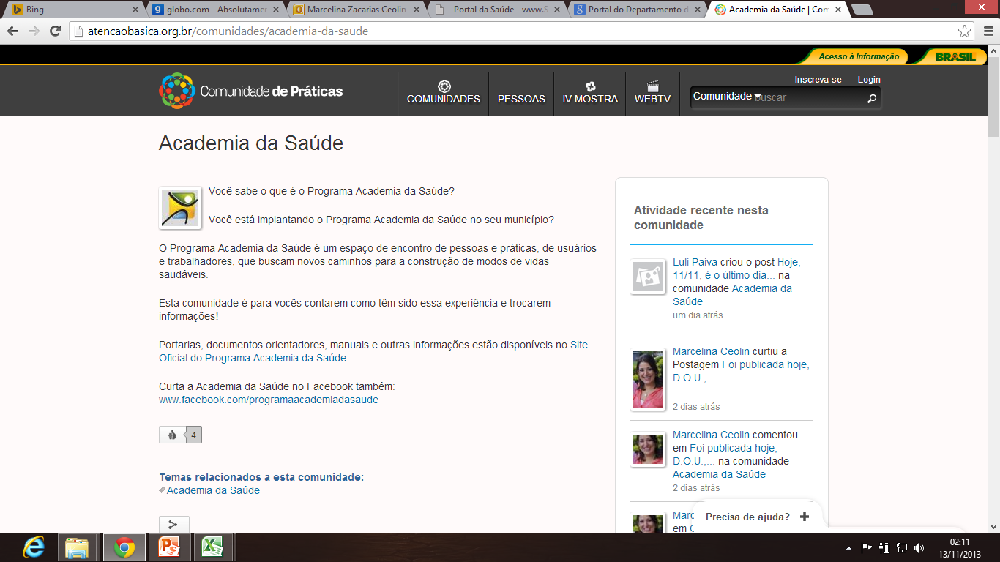 Bing
globo.com - Absolutame
Marcelina Zacarias Ceolin
- Portal da Saúde - www.S
Portal do Departamento d
Academia da Saúde | Com
atencaobasica.org.br/comunidades/academia-da-saude
Acesso à Informação
BRASIL
Comunidade de Práticas
COMUNIDADES
PESSOAS
IV MOSTRA
WEBTV
Inscreva-se
Login
Comunidade
Buscar
Academia da Saúde
Você sabe o que é o Programa Academia da Saúde?
Você está implantando o Programa Academia da Saúde no seu município?
O Programa Academia da Saúde é um espaço de encontro de pessoas e práticas, de usuários
e trabalhadores, que buscam novos caminhos para a construção de modos de vidas
saudáveis.
Esta comunidade é para vocês contarem como têm sido essa experiência e trocarem
informações!
Portarias, documentos orientadores, manuais e outras informações estão disponíveis no Site
Oficial do Programa Academia da Saúde.
Curta a Academia da Saúde no Facebook também:
www.facebook.com/programaacademiadasaude
4
Temas relacionados a esta comunidade:
Academia da Saúde
Atividade recente nesta
comunidade
Luli Paiva criou o post Hoje,
11/11, é o último dia... na
comunidade Academia da
Saúde
um dia atrás
Marcelina Ceolin curtiu a
Postagem Foi publicada hoje,
D.O.U.,...
2 dias atrás
Marcelina Ceolin comentou
em Foi publicada hoje,
D.O.U.,... na comunidade
Academia da Saúde
2 dias atrás
Marc
em
Precisa de ajuda?
02:11
13/11/2013